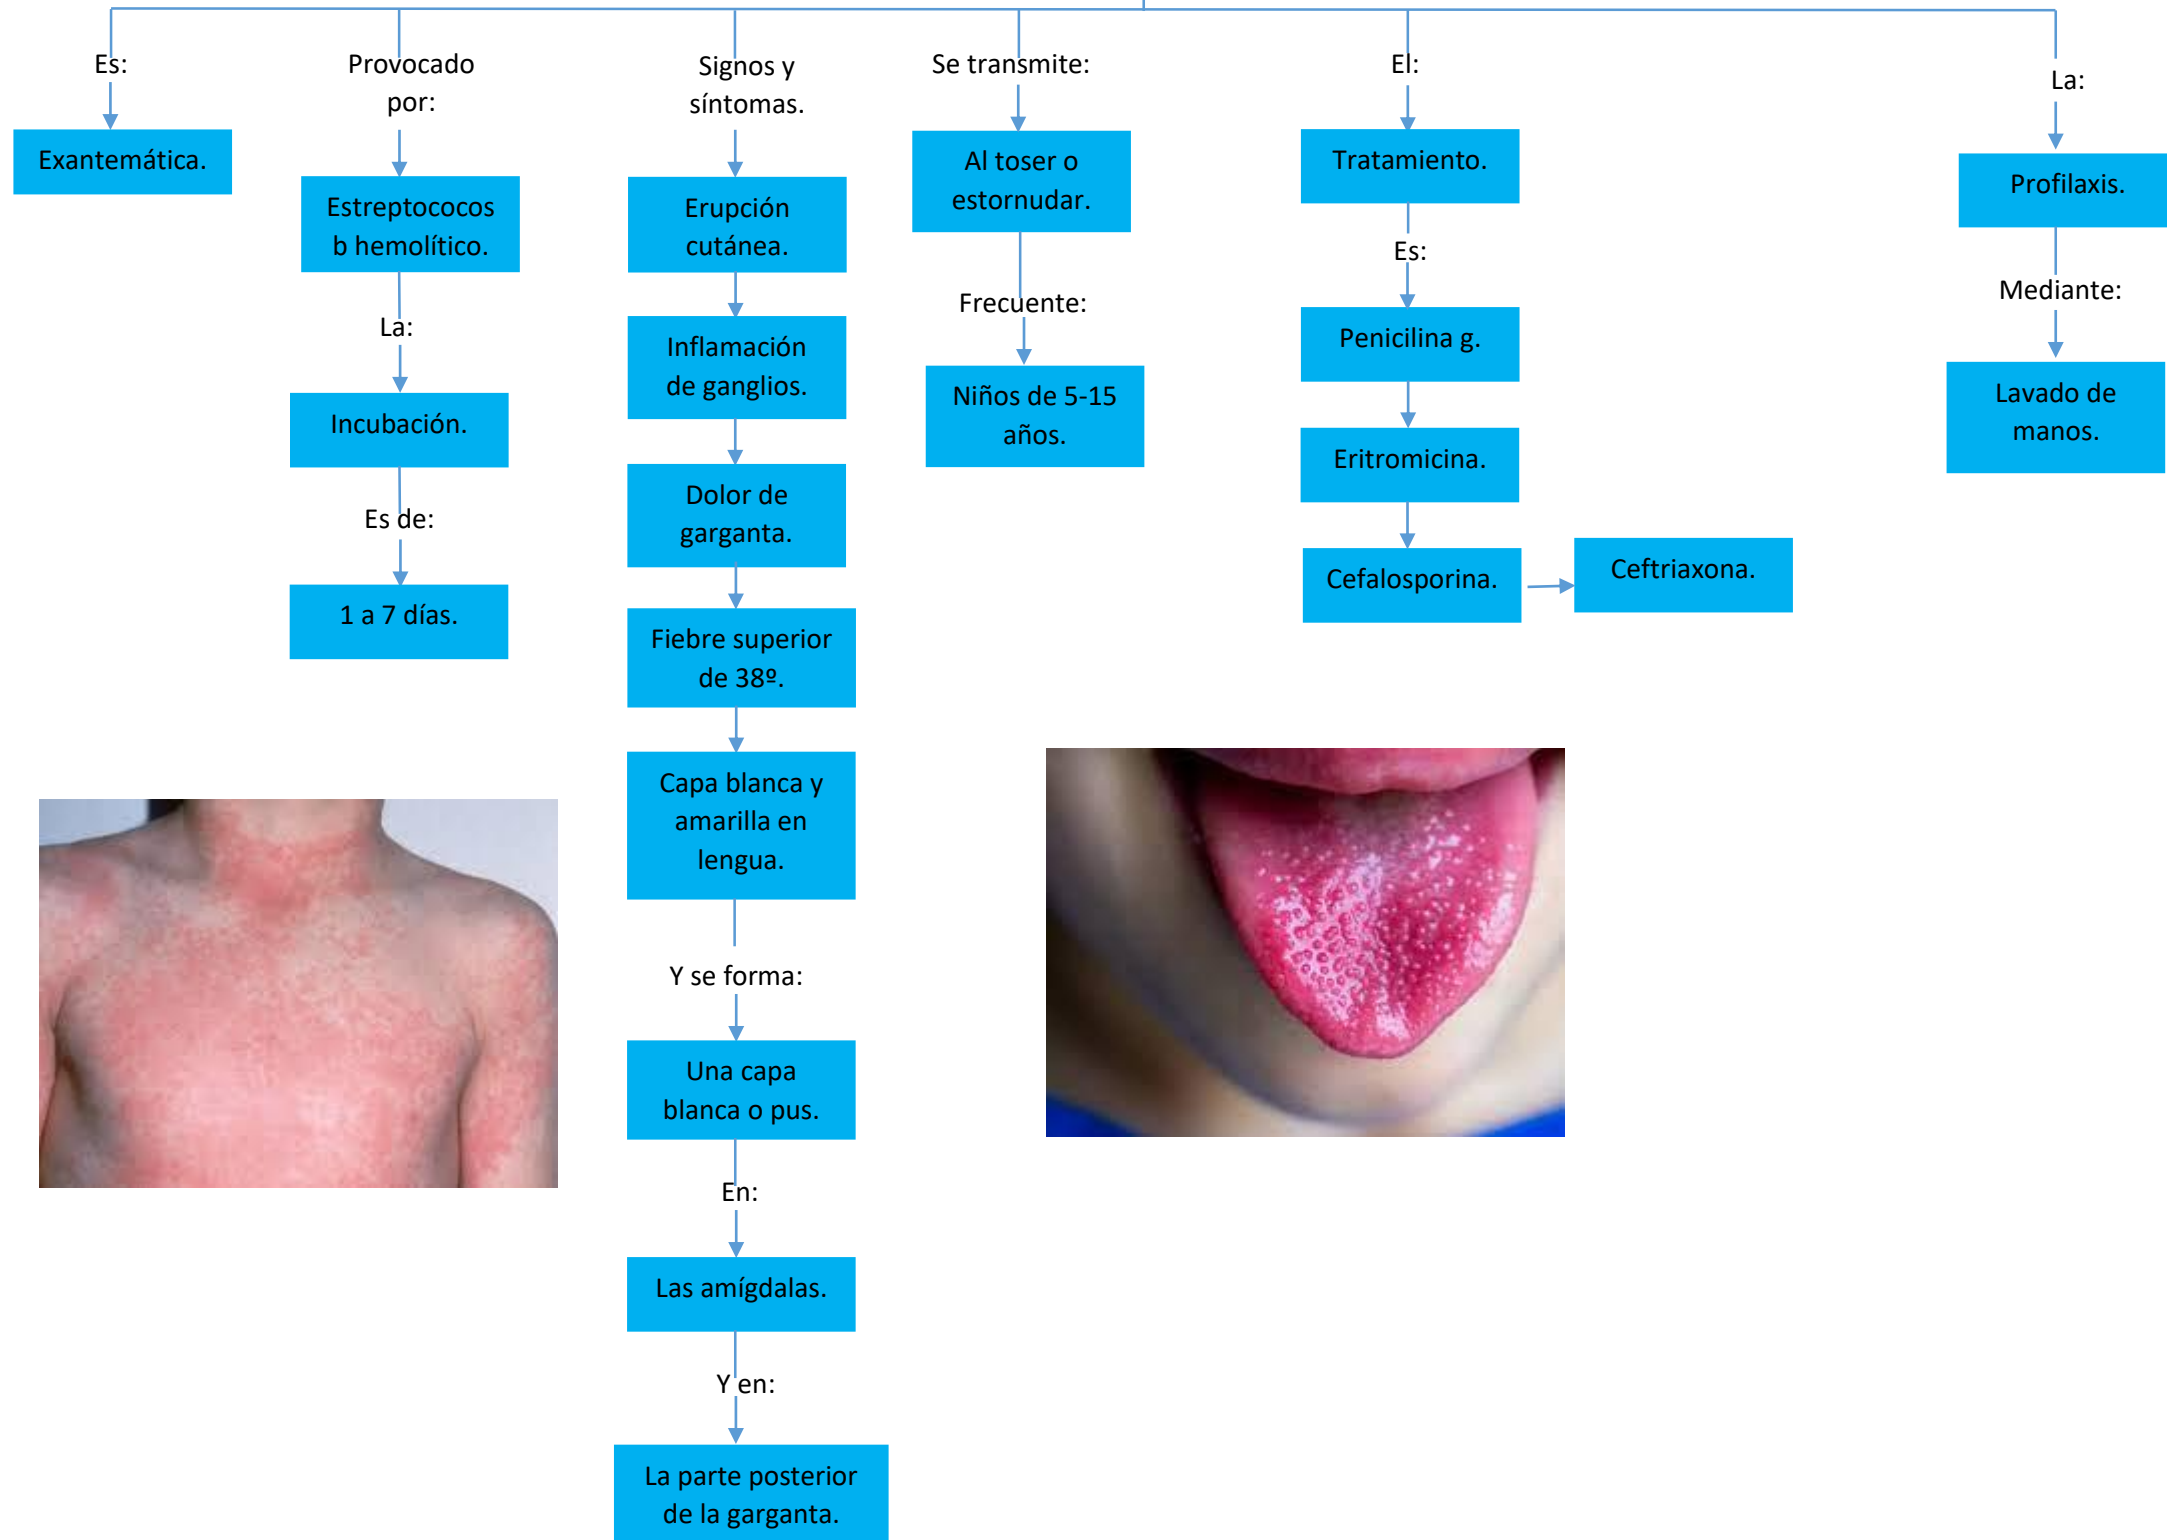 Es:
Exantemática.
Provocado
por:
Estreptococos
b hemolítico.
La:
Incubación.
Es de:
1 a 7 días.
Signos y
síntomas.
Erupción
cutánea.
Inflamación
de ganglios.
Dolor de
garganta.
Fiebre superior
de 38º.
Capa blanca y
amarilla en
lengua.
Y se forma:
Una capa
blanca o pus.
En:
Las amígdalas.
Y en:
La parte posterior
de la garganta.
Se transmite:
Al toser o
estornudar.
Frecuente:
Niños de 5-15
años.
El:
Tratamiento.
Es:
Penicilina g.
Eritromicina.
Cefalosporina.
Ceftriaxona.
La:
Profilaxis.
Mediante:
Lavado de
manos.